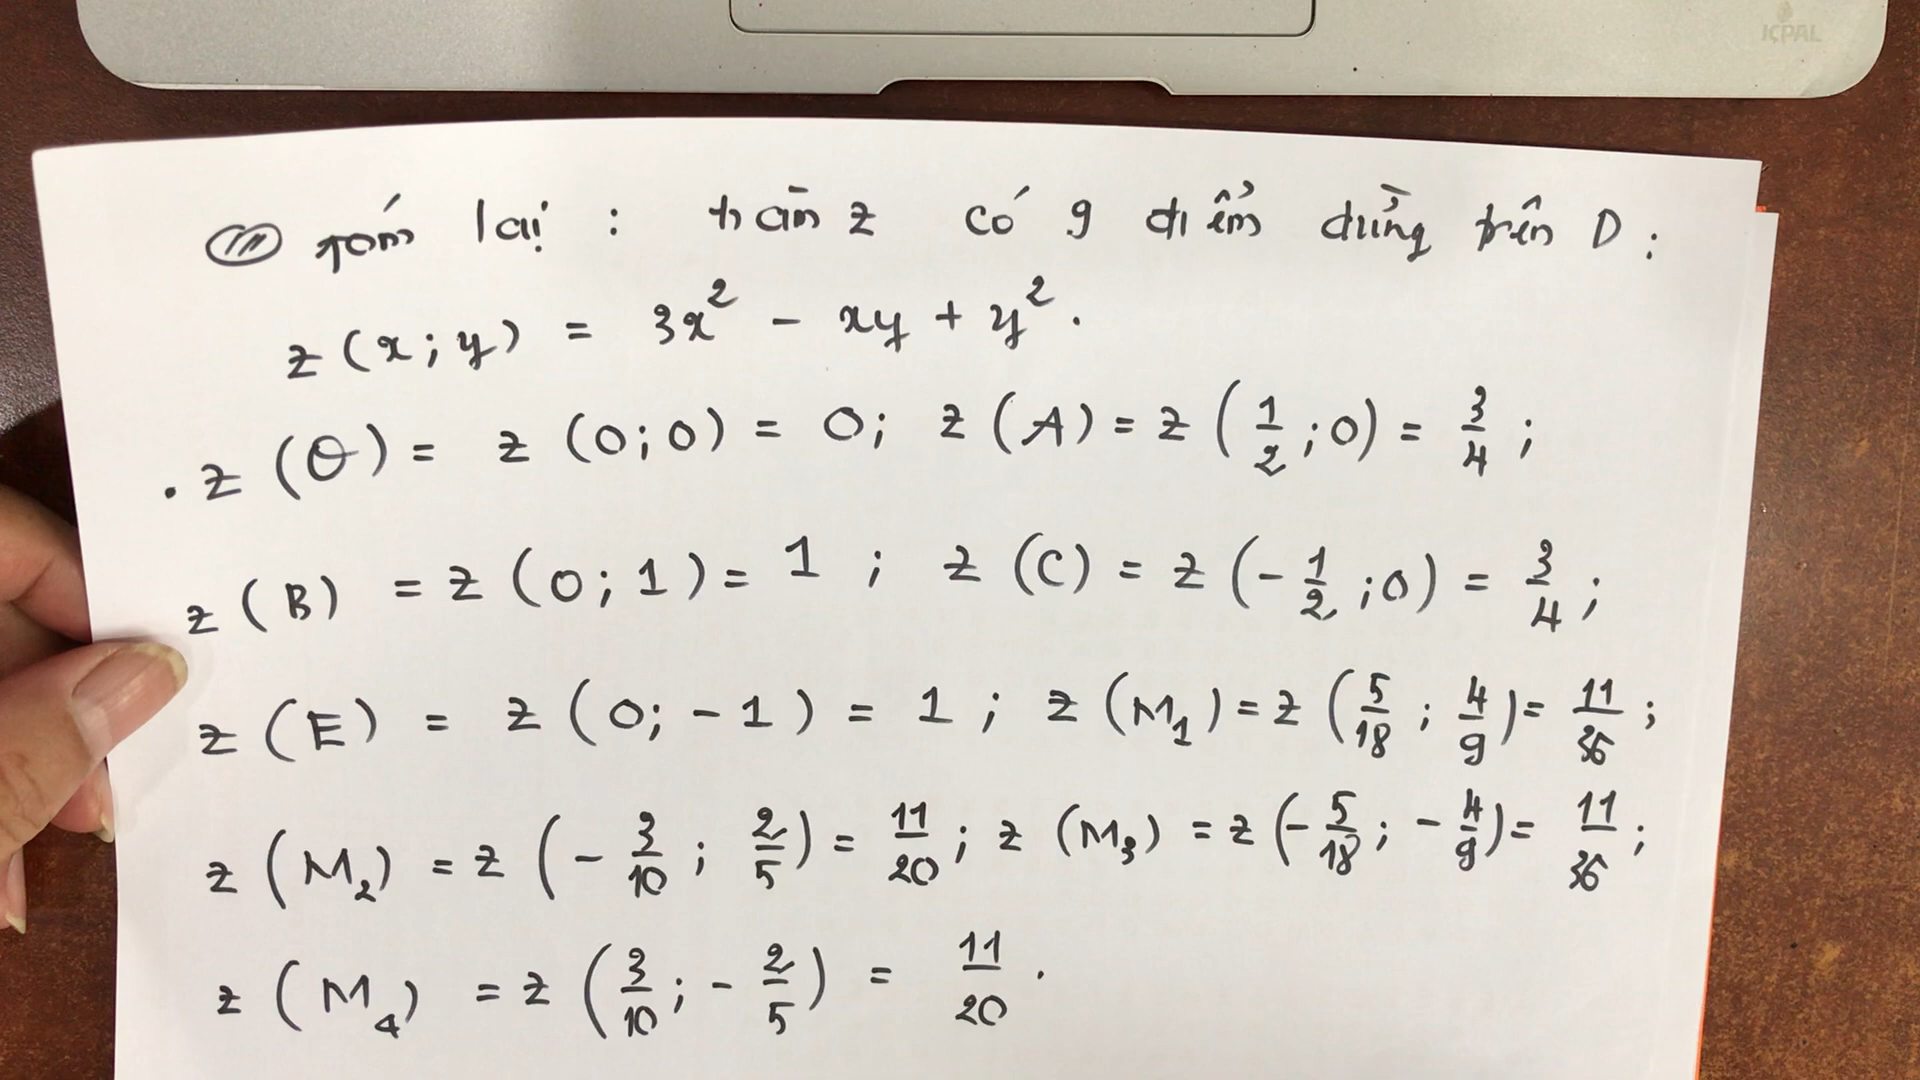 JCPAL
(III) Tóm lại : hàm z có 9 điểm dừng trên D :
z(x;y) = 3x² - xy + y².
. z(O) = z(0;0) = 0; z(A) = z(1/2;0) = 3/4;
z(B) = z(0;1) = 1; z(C) = z(-1/2;0) = 3/4;
z(E) = z(0;-1) = 1; z(M₁) = z(5/18; 4/9) = 11/36;
z(M₂) = z(-3/10; 2/5) = 11/20; z(M₃) = z(-5/18; -4/9) = 11/36;
z(M₄) = z(3/10; -2/5) = 11/20.